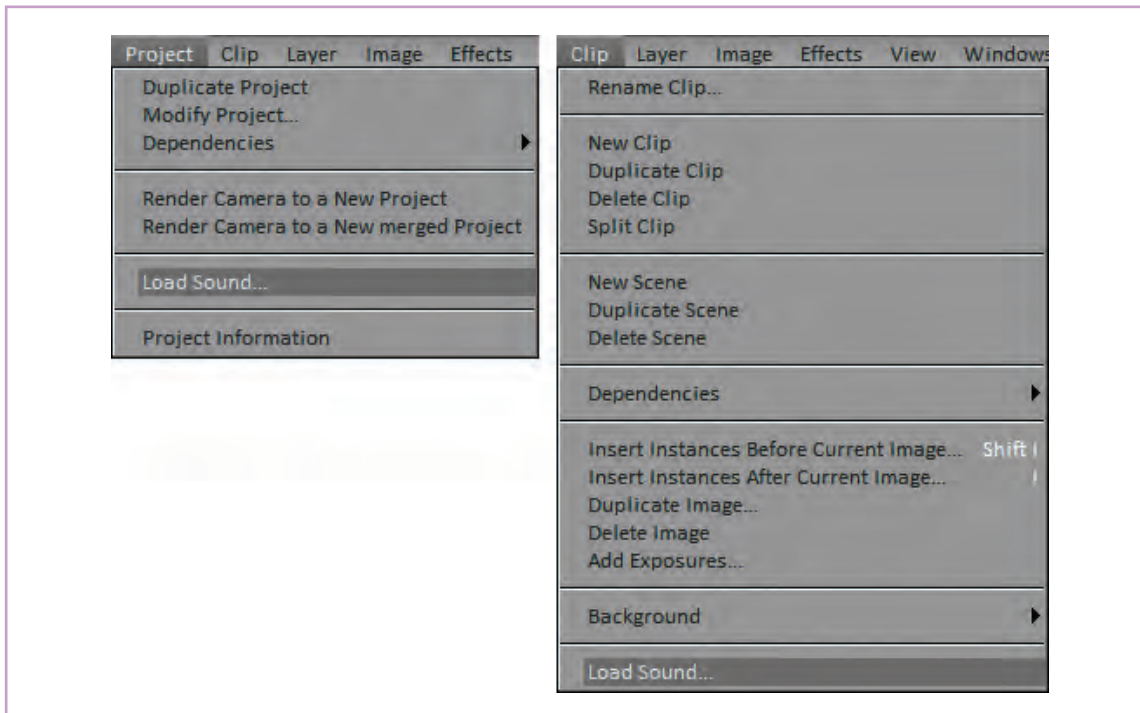 Project Clip Layer Image Effects
Duplicate Project
Modify Project...
Dependencies
Render Camera to a New Project
Render Camera to a New merged Project
Load Sound...
Project Information
Clip Layer Image Effects View Windows
Rename Clip...
New Clip
Duplicate Clip
Delete Clip
Split Clip
New Scene
Duplicate Scene
Delete Scene
Dependencies
Insert Instances Before Current Image... Shift I
Insert Instances After Current Image... I
Duplicate Image...
Delete Image
Add Exposures...
Background
Load Sound...